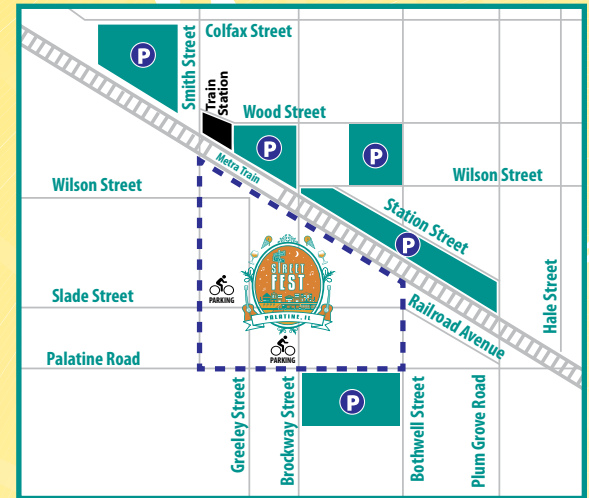 Colfax Street
Smith Street
P
Train
Station
Wood Street
P
P
Metra Train
Wilson Street
Wilson Street
Station Street
P
STREET
FEST
PALATINE, IL
PARKING
Slade Street
Railroad Avenue
Hale Street
PARKING
Palatine Road
Greeley Street
Brockway Street
P
Bothwell Street
Plum Grove Road